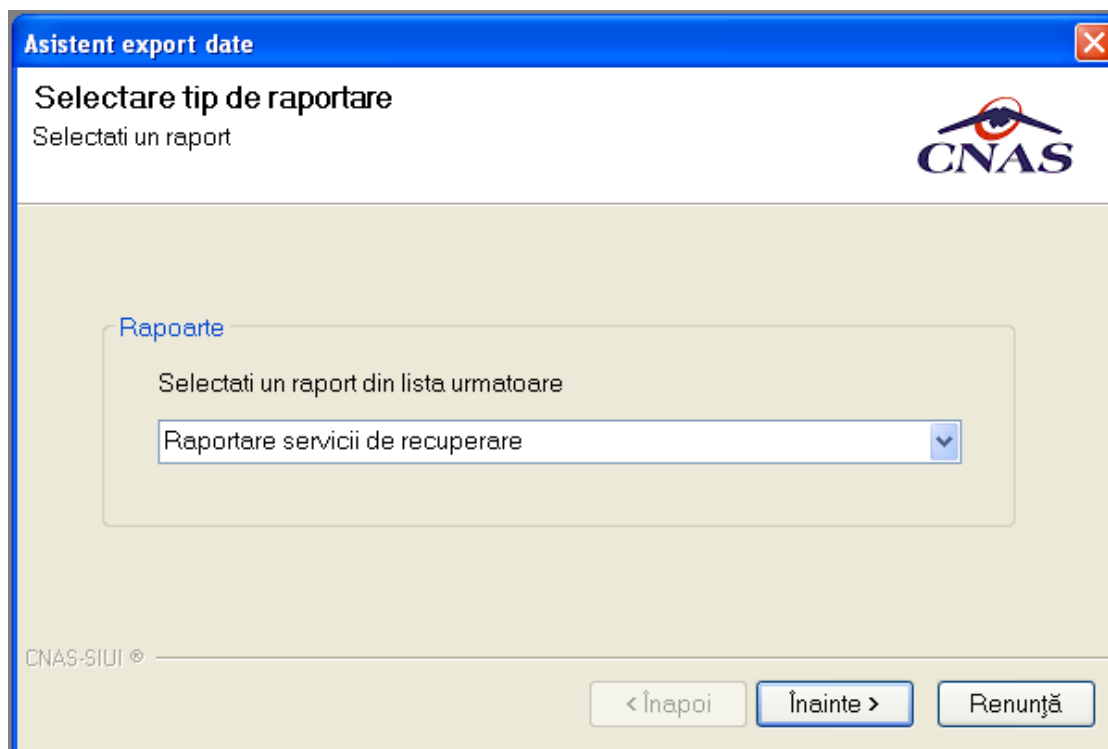 Asistent export date
Selectare tip de raportare
Selectati un raport
CNAS
Rapoarte
Selectati un raport din lista urmatoare
Raportare servicii de recuperare
CNAS-SIUI ®
< Înapoi
Înainte >
Renunţă